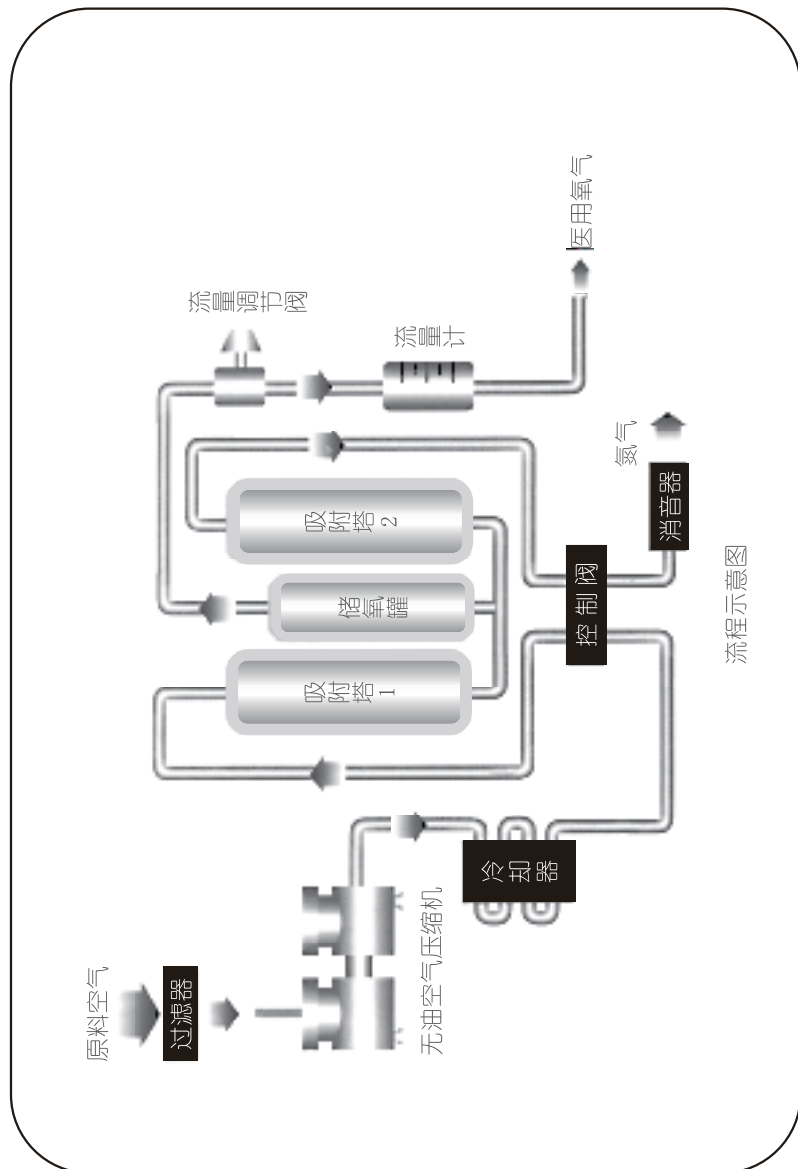 原料空气
过滤器
无油空气压缩机
冷却器
控制阀
吸附塔1
储氧罐
吸附塔2
消音器
氮气
流量调节阀
流量计
医用氧气
流程示意图